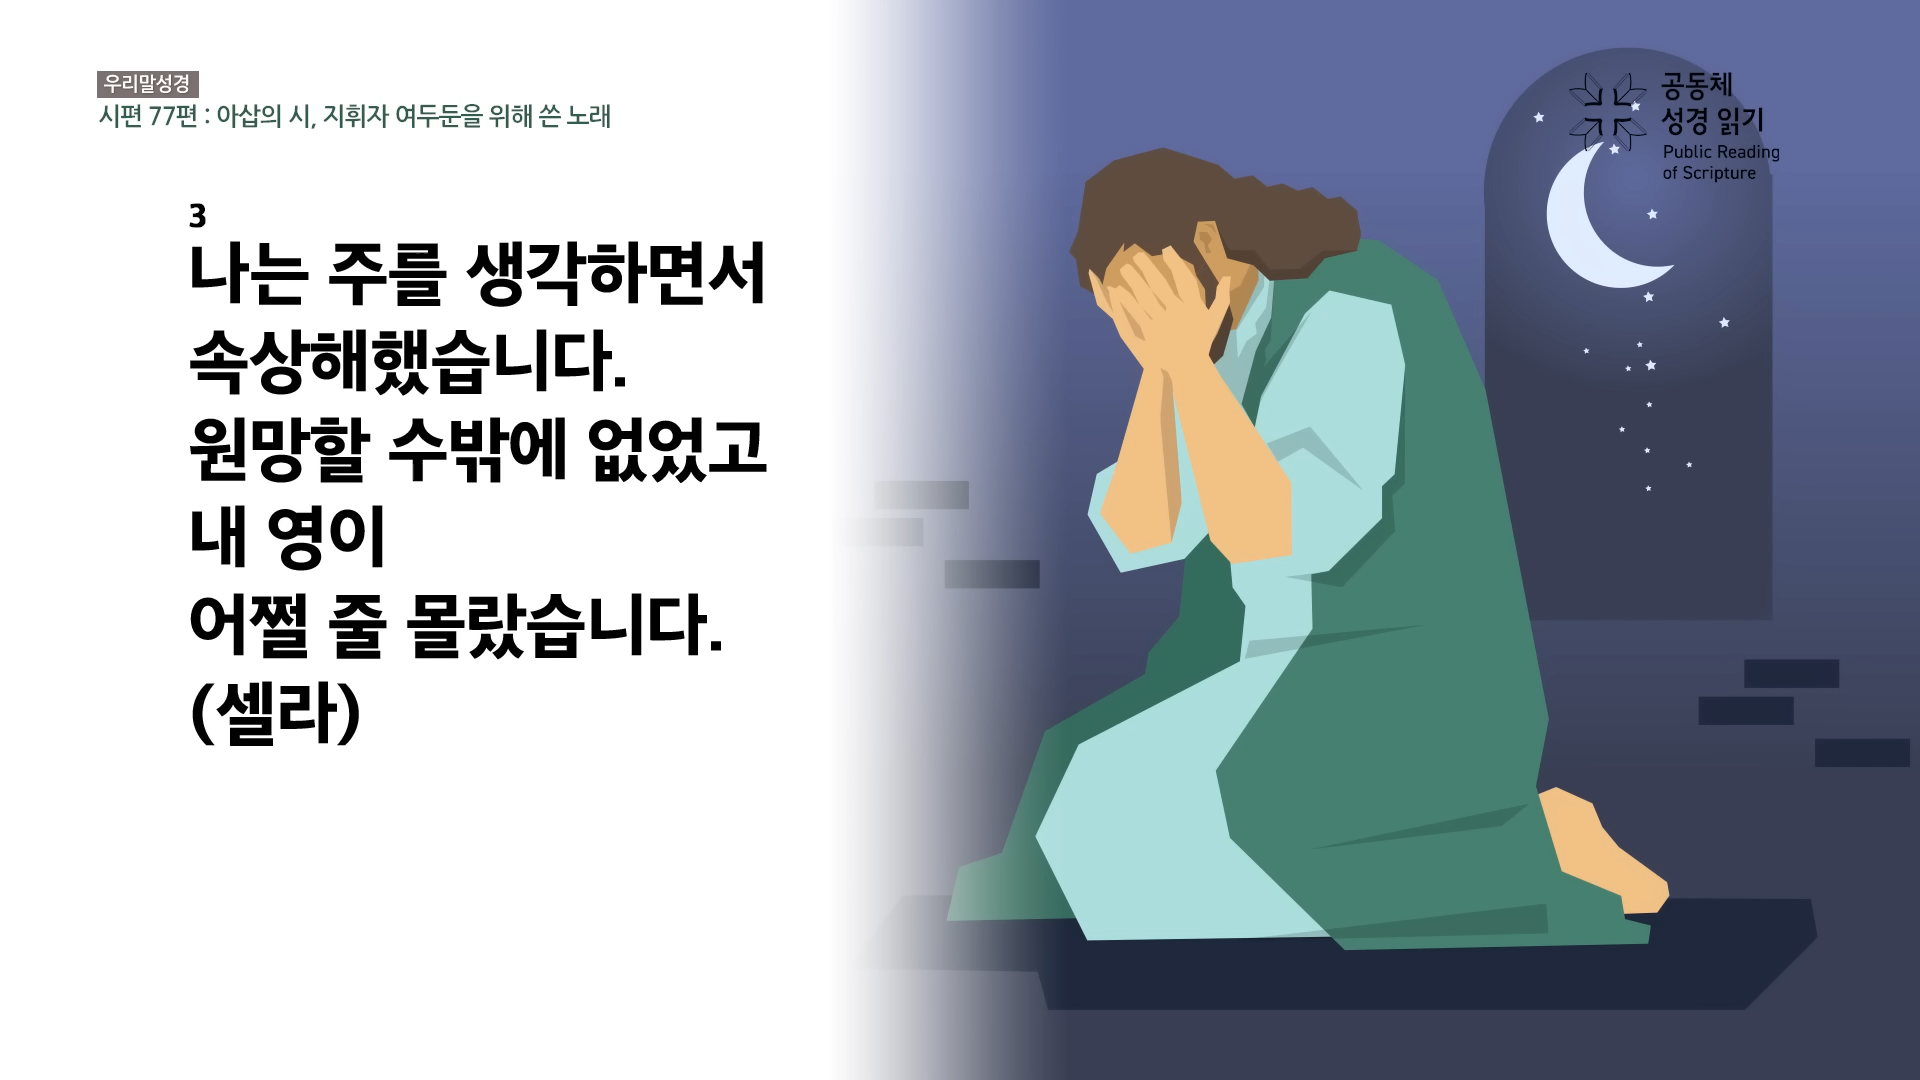 우리말성경
시편 77편 : 아삽의 시, 지휘자 여두둔을 위해 쓴 노래
3
나는 주를 생각하면서
속상해했습니다.
원망할 수밖에 없었고
내 영이
어쩔 줄 몰랐습니다.
(셀라)
공동체
성경 읽기
Public Reading
of Scripture